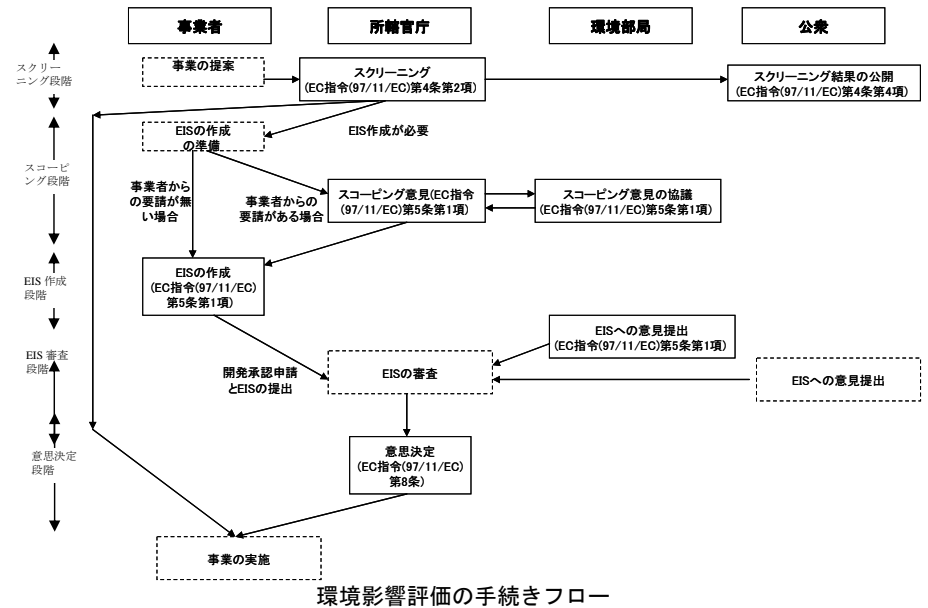 事業者
所轄官庁
環境部局
公衆
スクリー
ニング段階
事業の提案
スクリーニング
(EC指令(97/11/EC)第4条第2項)
スクリーニング結果の公開
(EC指令(97/11/EC)第4条第4項)
EISの作成
の準備
EIS作成が必要
スコーピ
ング段階
事業者から
の要請が無
い場合
事業者からの
要請がある場合
スコーピング意見(EC指令
(97/11/EC)第5条第1項)
スコーピング意見の協議
(EC指令(97/11/EC)第5条第1項)
EIS 作成
段階
EISの作成
(EC指令(97/11/EC)
第5条第1項)
EISへの意見提出
(EC指令(97/11/EC)第5条第1項)
EIS 審査
段階
開発承認申請
とEISの提出
EISの審査
EISへの意見提出
意思決定
段階
意思決定
(EC指令(97/11/EC)
第8条)
事業の実施
環境影響評価の手続きフロー